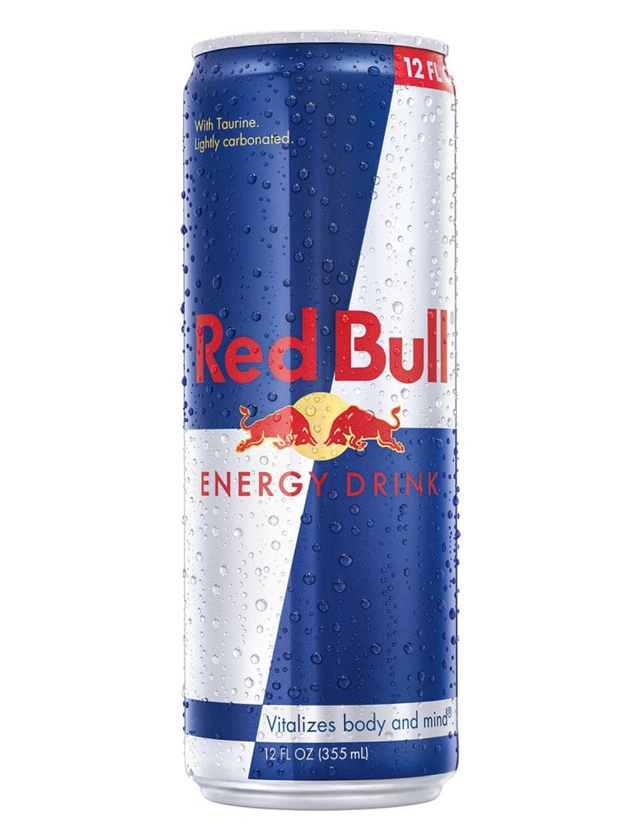 12 FL
With Taurine.
Lightly carbonated.
Red Bull®
ENERGY DRINK
Vitalizes body and mind®
12 FL OZ (355 mL)